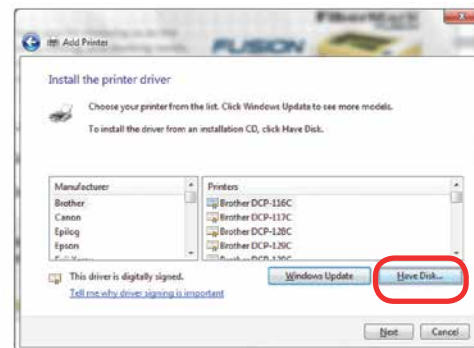 FiberMark
FUSION
Add Printer
Install the printer driver
Choose your printer from the list. Click Windows Update to see more models.
To install the driver from an installation CD, click Have Disk.
Manufacturer
Brother
Canon
Epilog
Epson
Printers
Brother DCP-116C
Brother DCP-117C
Brother DCP-128C
Brother DCP-129C
This driver is digitally signed.
Tell me why driver signing is important
Windows Update
Have Disk...
Next
Cancel